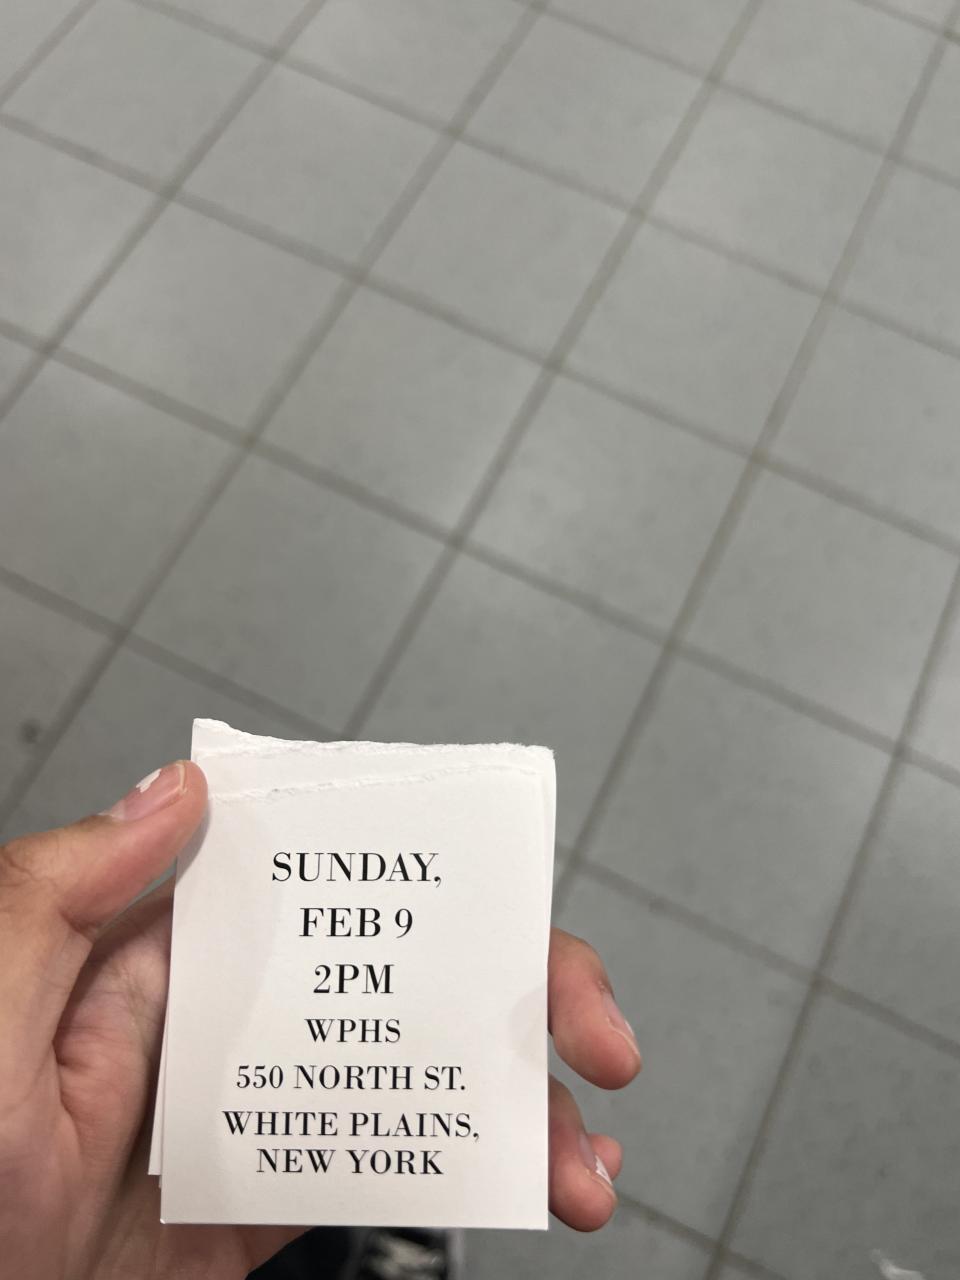 SUNDAY,
FEB 9
2PM
WPHS
550 NORTH ST.
WHITE PLAINS,
NEW YORK